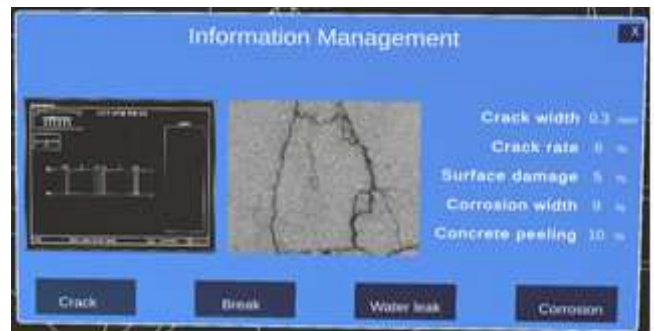 Information Management
X
Crack width 0.3 mm
Crack rate 6 %
Surface damage 5 %
Corrosion width %
Concrete peeling 10 %
Crack
Break
Water leak
Corrosion